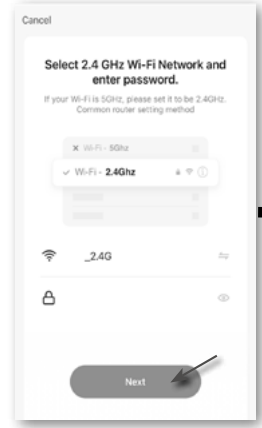 Cancel
Select 2.4 GHz Wi-Fi Network and
enter password.
If your Wi-Fi is 5GHz, please set it to be 2.4GHz.
Common router setting method
Wi-Fi - 5Ghz
Wi-Fi - 2.4Ghz
_2.4G
Next